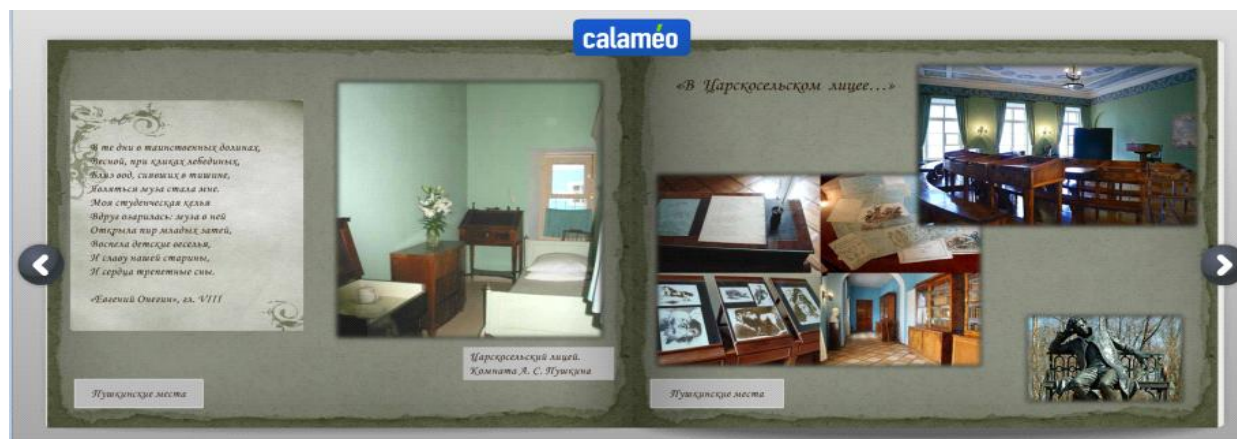 calaméo
В те дни в таинственных долинах,
Весной, при кликах лебединых,
Близ вод, сиявших в тишине,
Являться муза стала мне.
Моя студенческая келья
Вдруг озарилась: муза в ней
Открыла пир младых затей,
Воспела детские веселья,
И славу нашей старины,
И сердца трепетные сны.
«Евгений Онегин», гл. VIII
Царскосельский лицей.
Комната А. С. Пушкина
Пушкинские места
«В Царскосельском лицее...»
Пушкинские места